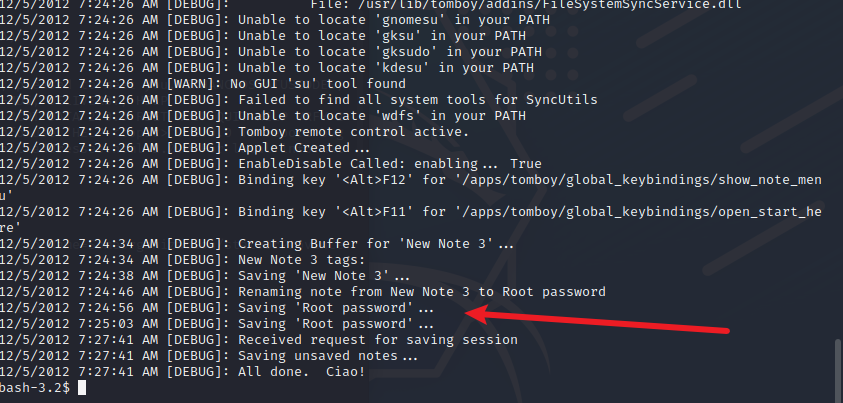 12/5/2012 7:24:26 AM [DEBUG]: File: /usr/lib/tomboy/addins/FileSystemSyncService.dll
12/5/2012 7:24:26 AM [DEBUG]: Unable to locate 'gnomesu' in your PATH
12/5/2012 7:24:26 AM [DEBUG]: Unable to locate 'gksu' in your PATH
12/5/2012 7:24:26 AM [DEBUG]: Unable to locate 'gksudo' in your PATH
12/5/2012 7:24:26 AM [DEBUG]: Unable to locate 'kdesu' in your PATH
12/5/2012 7:24:26 AM [WARN]: No GUI 'su' tool found
12/5/2012 7:24:26 AM [DEBUG]: Failed to find all system tools for SyncUtils
12/5/2012 7:24:26 AM [DEBUG]: Unable to locate 'wdfs' in your PATH
12/5/2012 7:24:26 AM [DEBUG]: Tomboy remote control active.
12/5/2012 7:24:26 AM [DEBUG]: Applet Created...
12/5/2012 7:24:26 AM [DEBUG]: EnableDisable Called: enabling... True
12/5/2012 7:24:26 AM [DEBUG]: Binding key '<Alt>F12' for '/apps/tomboy/global_keybindings/show_note_men
u'
12/5/2012 7:24:26 AM [DEBUG]: Binding key '<Alt>F11' for '/apps/tomboy/global_keybindings/open_start_he
re'
12/5/2012 7:24:34 AM [DEBUG]: Creating Buffer for 'New Note 3'...
12/5/2012 7:24:34 AM [DEBUG]: New Note 3 tags:
12/5/2012 7:24:38 AM [DEBUG]: Saving 'New Note 3'...
12/5/2012 7:24:46 AM [DEBUG]: Renaming note from New Note 3 to Root password
12/5/2012 7:24:56 AM [DEBUG]: Saving 'Root password'...
12/5/2012 7:25:03 AM [DEBUG]: Saving 'Root password'...
12/5/2012 7:27:41 AM [DEBUG]: Received request for saving session
12/5/2012 7:27:41 AM [DEBUG]: Saving unsaved notes...
12/5/2012 7:27:41 AM [DEBUG]: All done. Ciao!
bash-3.2$